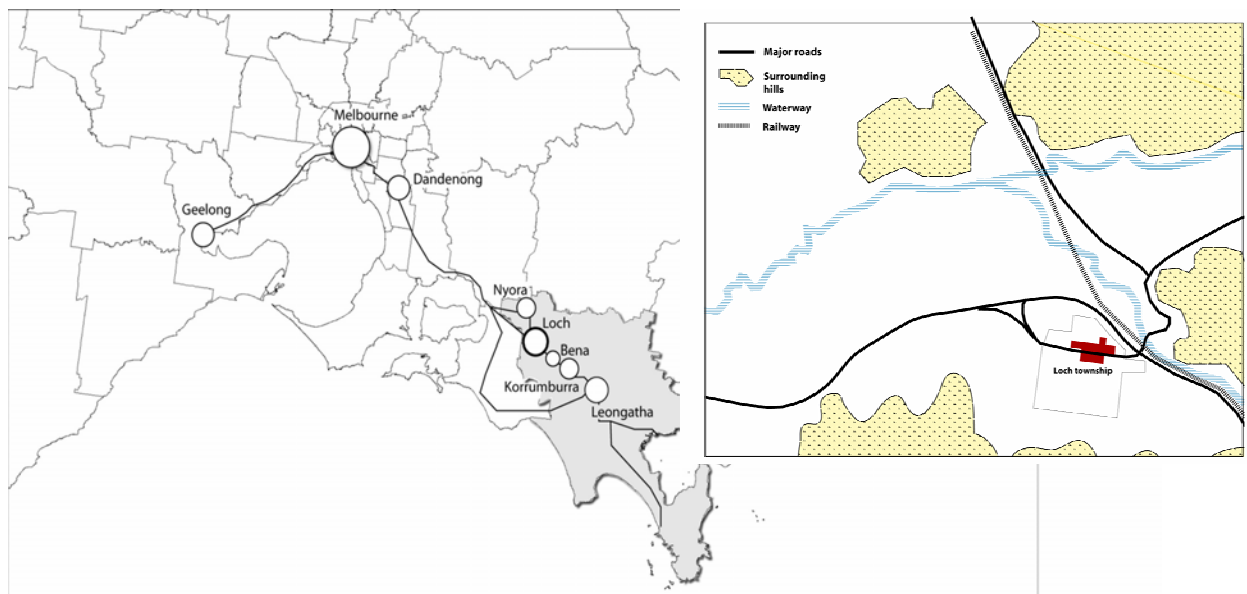 Melbourne
Dandenong
Geelong
Nyora
Loch
Bena
Korrumburra
Leongatha
Major roads
Surrounding
hills
Waterway
Railway
Loch township